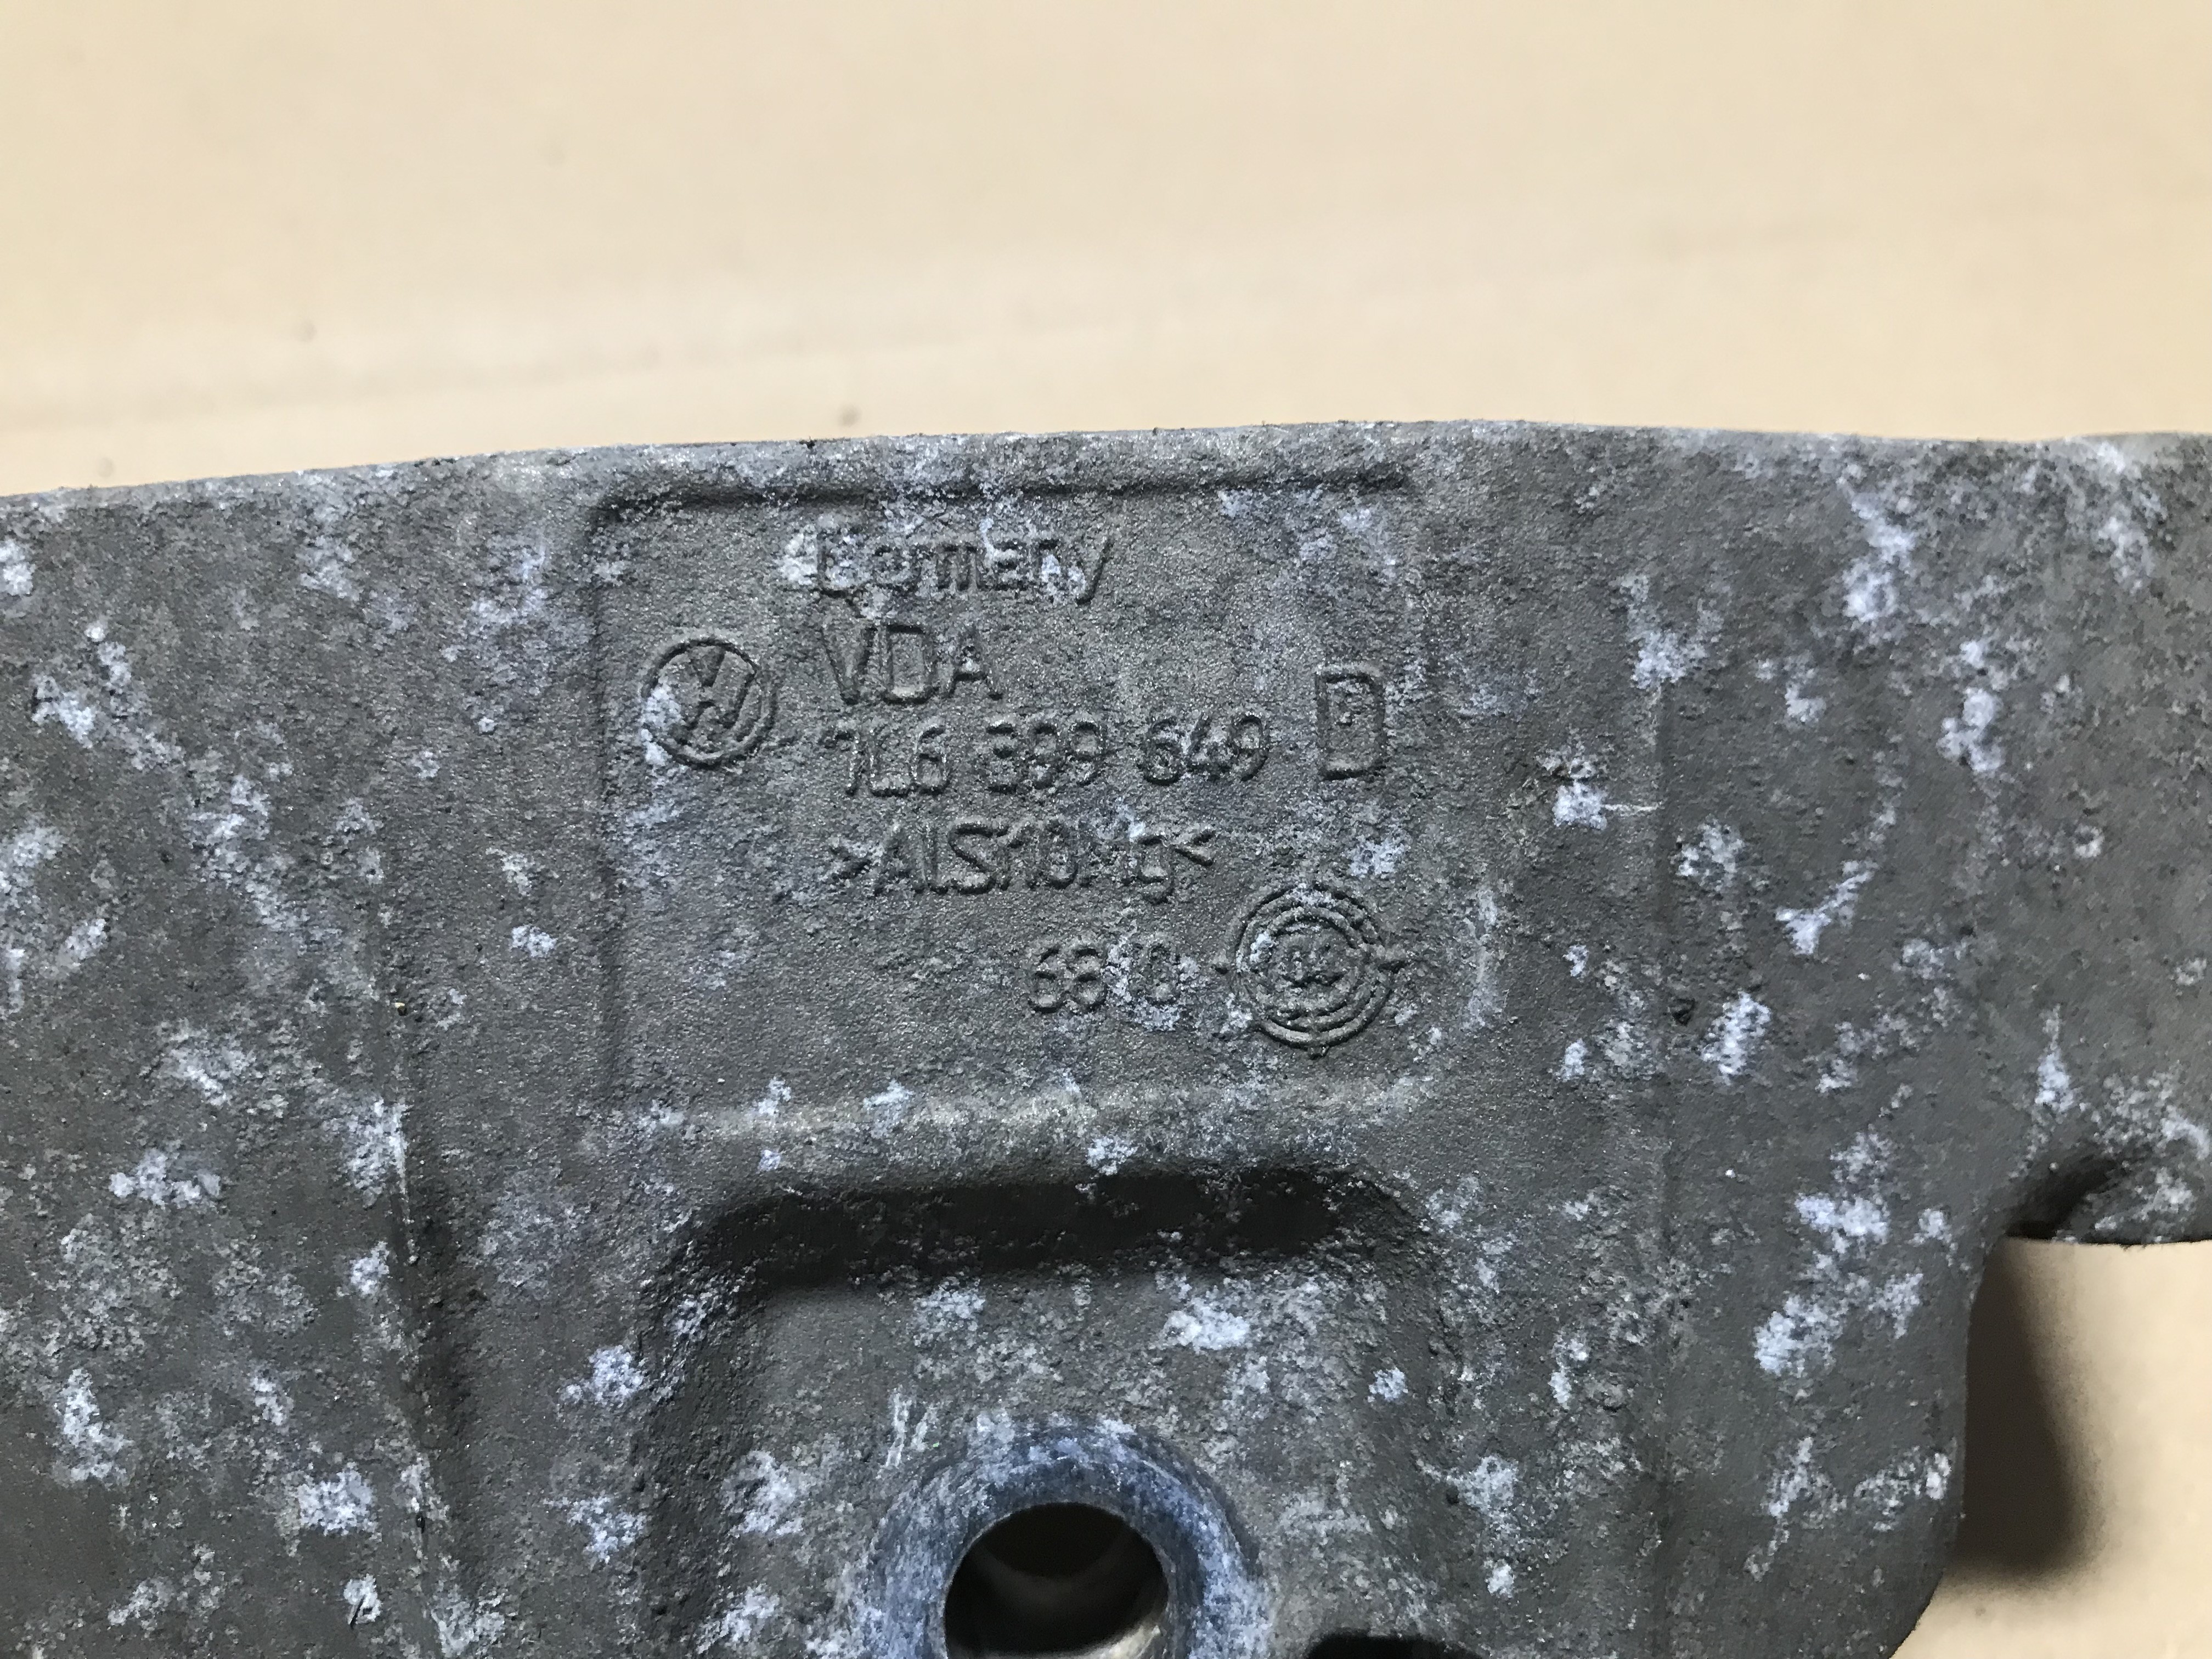 Germany
VDA
7L6 399 649 D
>AlSi10Mg<
6810